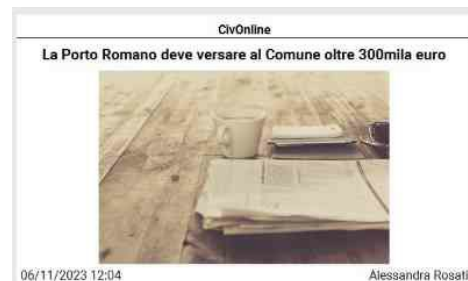 CivOnline
La Porto Romano deve versare al Comune oltre 300mila euro
06/11/2023 12:04
Alessandra Rosati